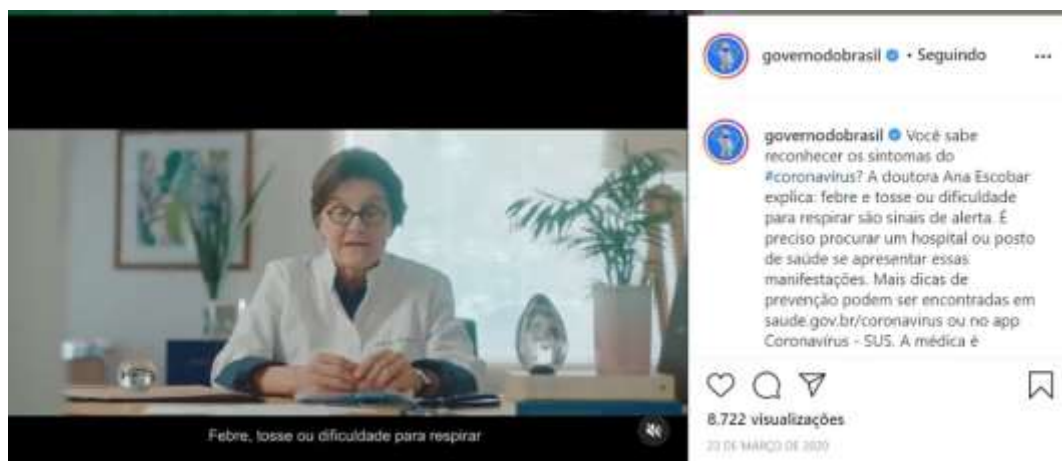 governodobrasil • Seguindo
governodobrasil Você sabe
reconhecer os sintomas do
#coronavírus? A doutora Ana Escobar
explica: febre e tosse ou dificuldade
para respirar são sinais de alerta. É
preciso procurar um hospital ou posto
de saúde se apresentar essas
manifestações. Mais dicas de
prevenção podem ser encontradas em
saude.gov.br/coronavirus ou no app
Coronavírus - SUS. A médica é
8.722 visualizações
23 DE MARÇO DE 2020
Febre, tosse ou dificuldade para respirar